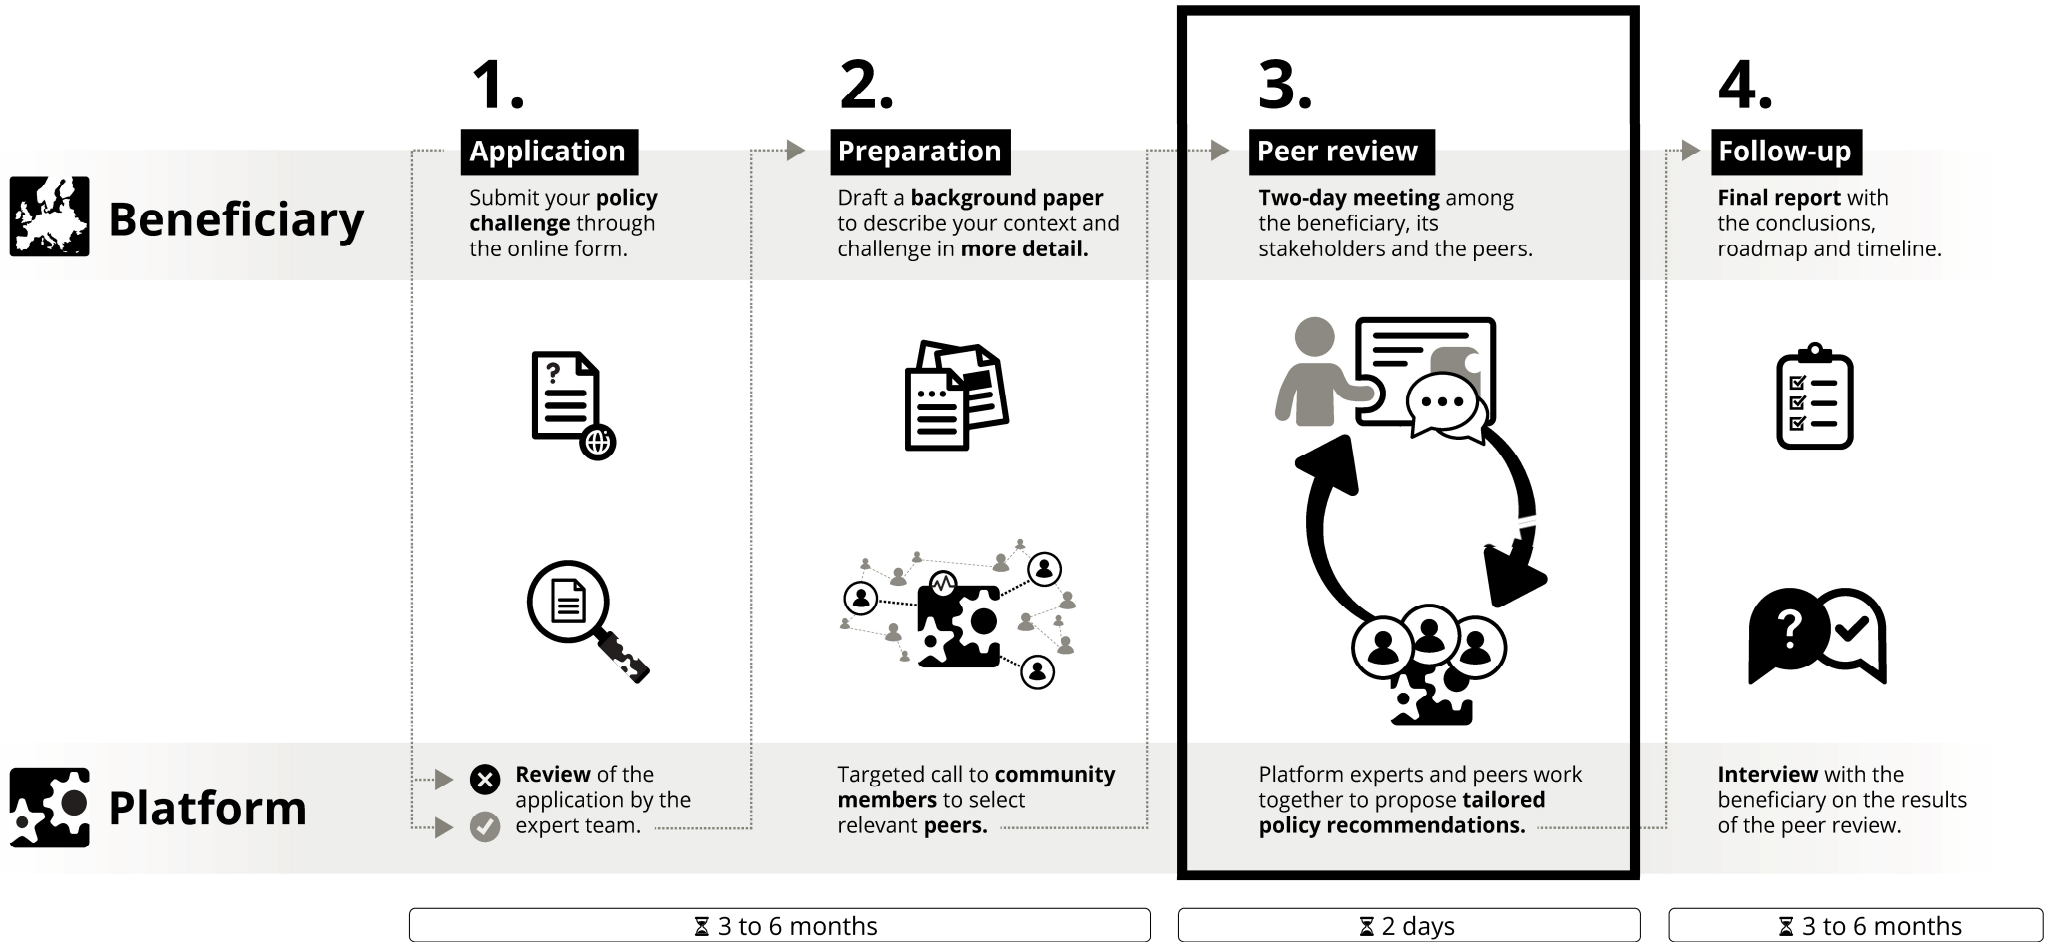 1.
Application
2.
Preparation
3.
Peer review
4.
Follow-up
Beneficiary
Submit your policy
challenge through
the online form.
Draft a background paper
to describe your context and
challenge in more detail.
Two-day meeting among
the beneficiary, its
stakeholders and the peers.
Final report with
the conclusions,
roadmap and timeline.
?
?
Platform
Review of the
application by the
expert team.
Targeted call to community
members to select
relevant peers.
Platform experts and peers work
together to propose tailored
policy recommendations.
Interview with the
beneficiary on the results
of the peer review.
3 to 6 months
2 days
3 to 6 months